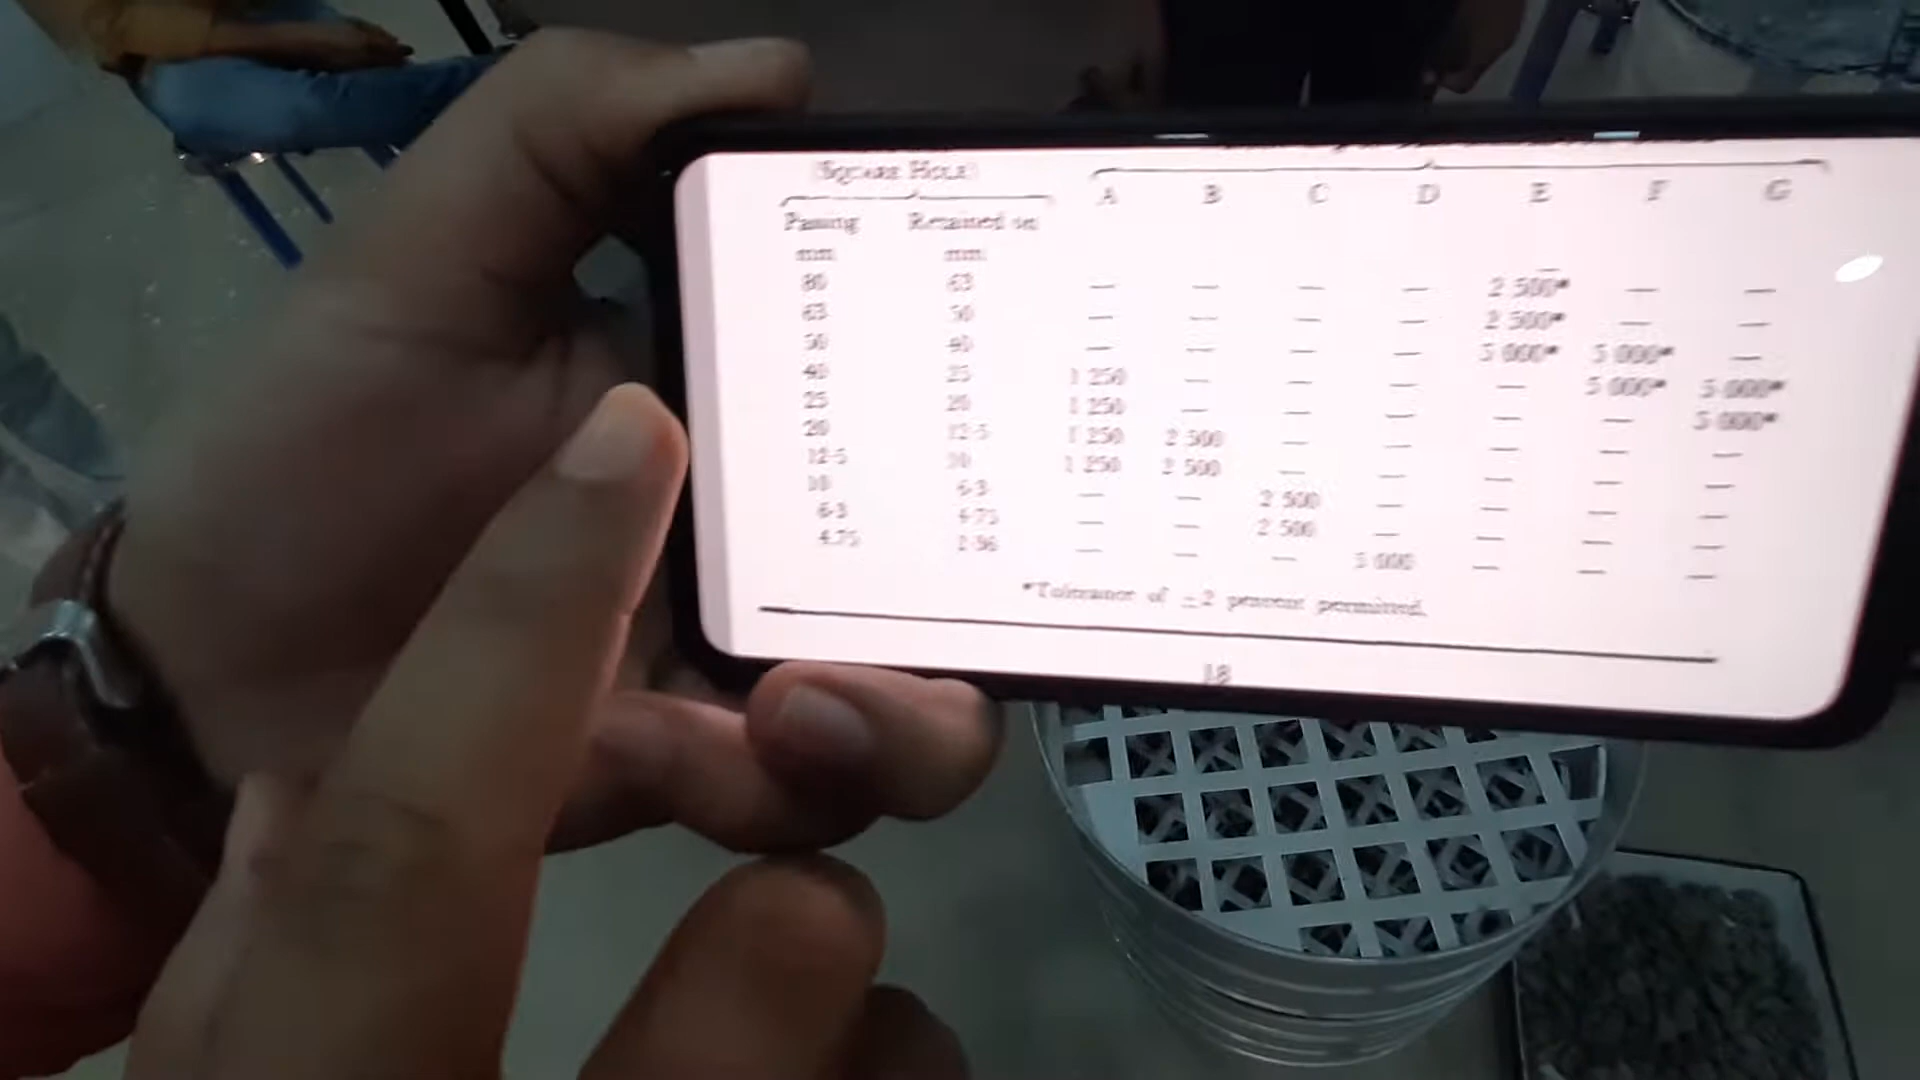 SQUARE HOLE
A B C D E F G
Passing Retained on
mm mm
80 63 — — — — 2 500* — —
63 50 — — — — 2 500* — —
50 40 — — — — 5 000* 5 000* —
40 25 1 250 — — — — 5 000* 5 000*
25 20 1 250 — — — — — 5 000*
20 12·5 1 250 2 500 — — — — —
12·5 10 1 250 2 500 — — — — —
10 6·3 — — 2 500 — — — —
6·3 4·75 — — 2 500 — — — —
4.75 2·36 — — — 5 000 — — —
*Tolerance of ±2 percent permitted.
18